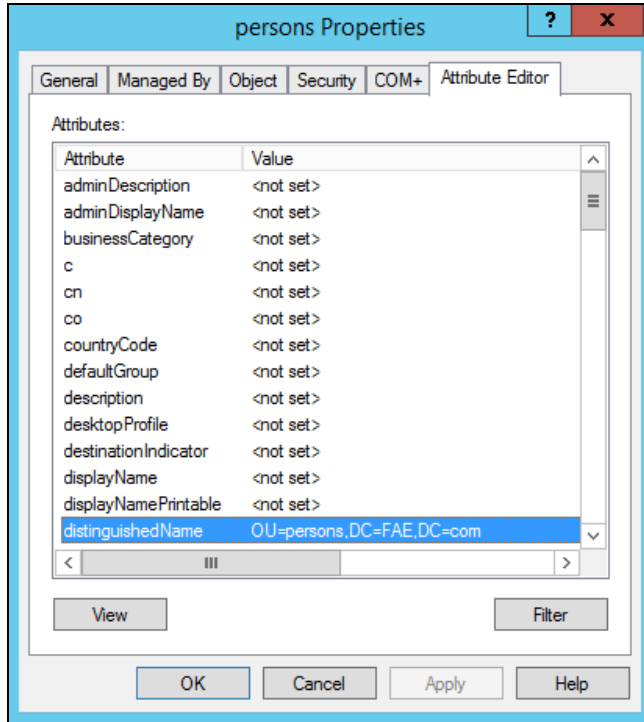 persons Properties
? x
General Managed By Object Security COM+ Attribute Editor
Attributes:
Attribute Value
adminDescription <not set>
adminDisplayName <not set>
businessCategory <not set>
c <not set>
cn <not set>
co <not set>
countryCode <not set>
defaultGroup <not set>
description <not set>
desktopProfile <not set>
destinationIndicator <not set>
displayName <not set>
displayNamePrintable <not set>
distinguishedName OU=persons,DC=FAE,DC=com
View Filter
OK Cancel Apply Help